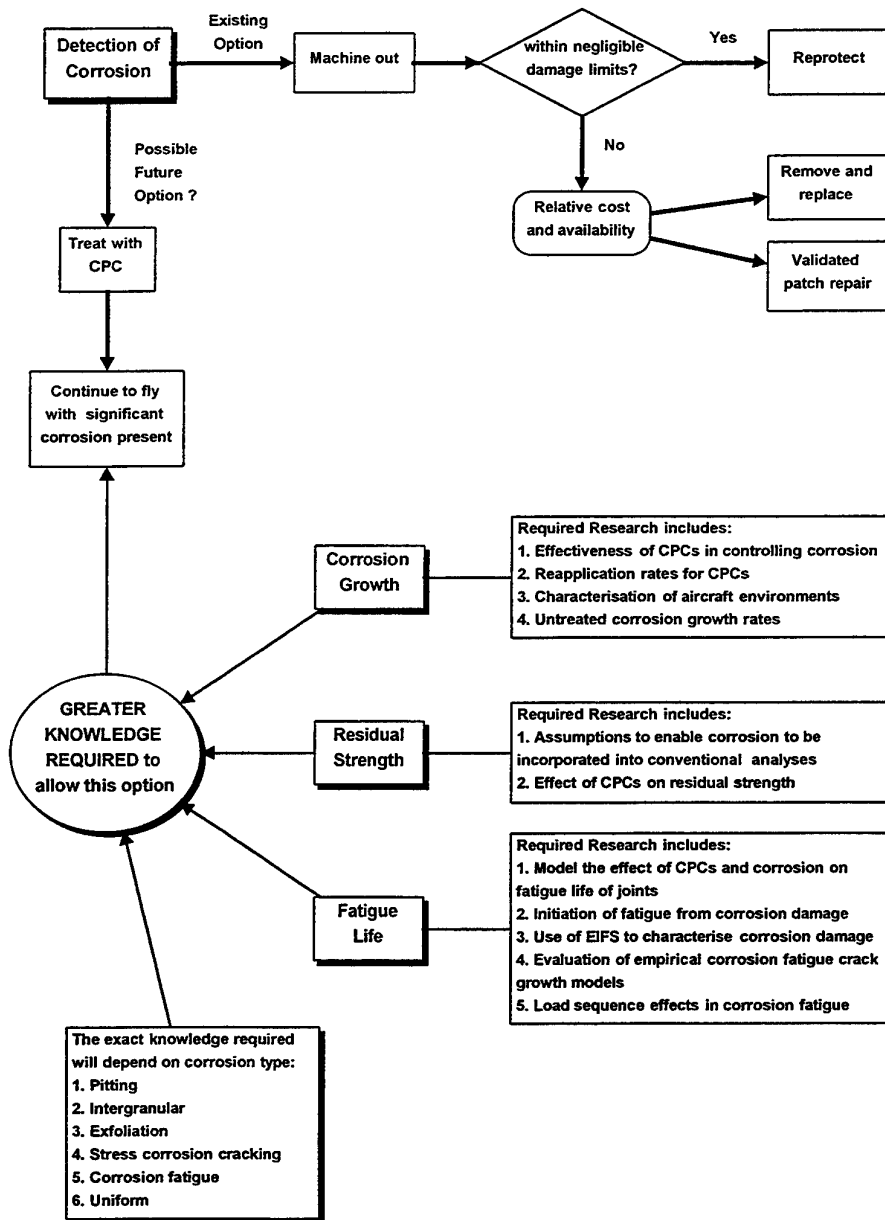 Detection of
Corrosion
Existing
Option
Machine out
within negligible
damage limits?
Yes
Reprotect
No
Possible
Future
Option ?
Relative cost
and availability
Remove and
replace
Validated
patch repair
Treat with
CPC
Continue to fly
with significant
corrosion present
Corrosion
Growth
Required Research includes:
1. Effectiveness of CPCs in controlling corrosion
2. Reapplication rates for CPCs
3. Characterisation of aircraft environments
4. Untreated corrosion growth rates
GREATER
KNOWLEDGE
REQUIRED to
allow this option
Residual
Strength
Required Research includes:
1. Assumptions to enable corrosion to be
incorporated into conventional analyses
2. Effect of CPCs on residual strength
Fatigue
Life
Required Research includes:
1. Model the effect of CPCs and corrosion on
fatigue life of joints
2. Initiation of fatigue from corrosion damage
3. Use of EIFS to characterise corrosion damage
4. Evaluation of empirical corrosion fatigue crack
growth models
5. Load sequence effects in corrosion fatigue
The exact knowledge required
will depend on corrosion type:
1. Pitting
2. Intergranular
3. Exfoliation
4. Stress corrosion cracking
5. Corrosion fatigue
6. Uniform